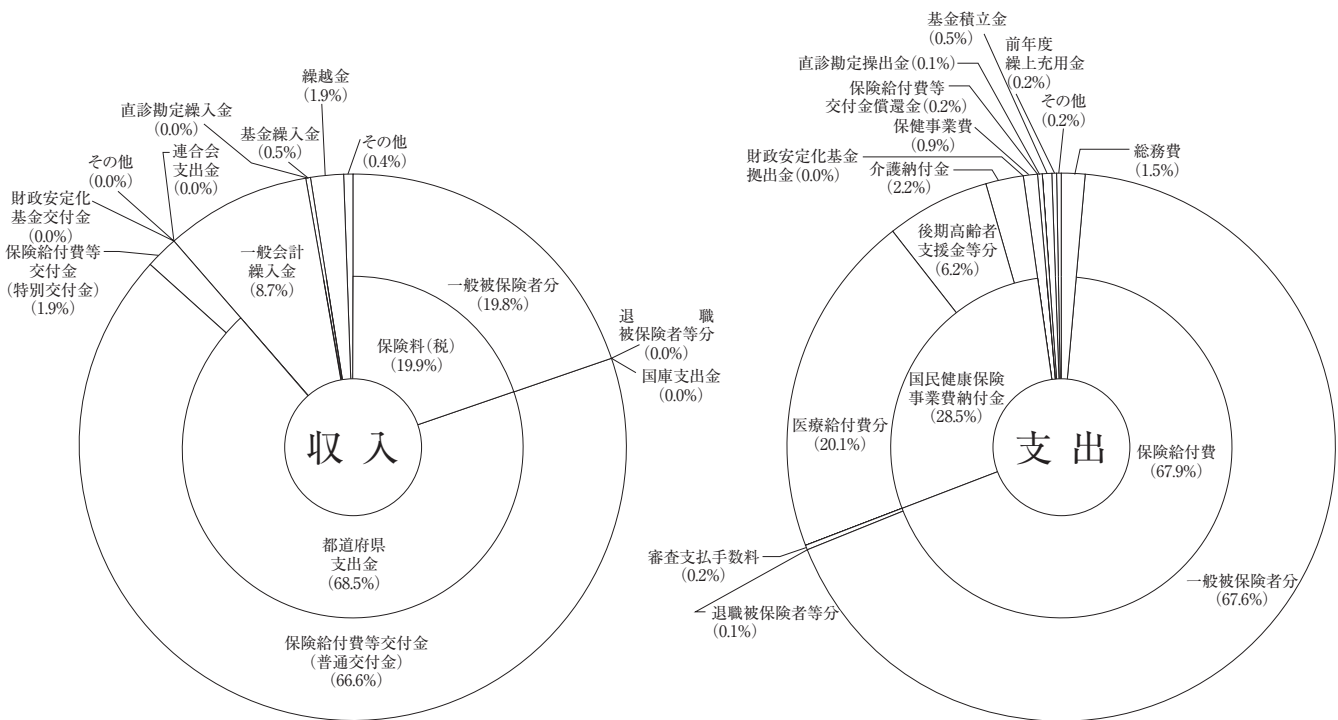 繰越金
(1.9%)
直診勘定繰入金
(0.0%)
基金繰入金
(0.5%)
その他
(0.4%)
連合会
支出金
(0.0%)
その他
(0.0%)
財政安定化
基金交付金
(0.0%)
保険給付費等
交付金
(特別交付金)
(1.9%)
一般会計
繰入金
(8.7%)
一般被保険者分
(19.8%)
保険料(税)
(19.9%)
退職
被保険者等分
(0.0%)
国庫支出金
(0.0%)
収入
都道府県
支出金
(68.5%)
保険給付費等交付金
(普通交付金)
(66.6%)
基金積立金
(0.5%)
前年度
繰上充用金
(0.2%)
直診勘定操出金(0.1%)
保険給付費等
交付金償還金(0.2%)
その他
(0.2%)
保健事業費
(0.9%)
財政安定化基金
拠出金(0.0%)
介護納付金
(2.2%)
総務費
(1.5%)
後期高齢者
支援金等分
(6.2%)
国民健康保険
事業費納付金
(28.5%)
医療給付費分
(20.1%)
支出
保険給付費
(67.9%)
審査支払手数料
(0.2%)
退職被保険者等分
(0.1%)
一般被保険者分
(67.6%)